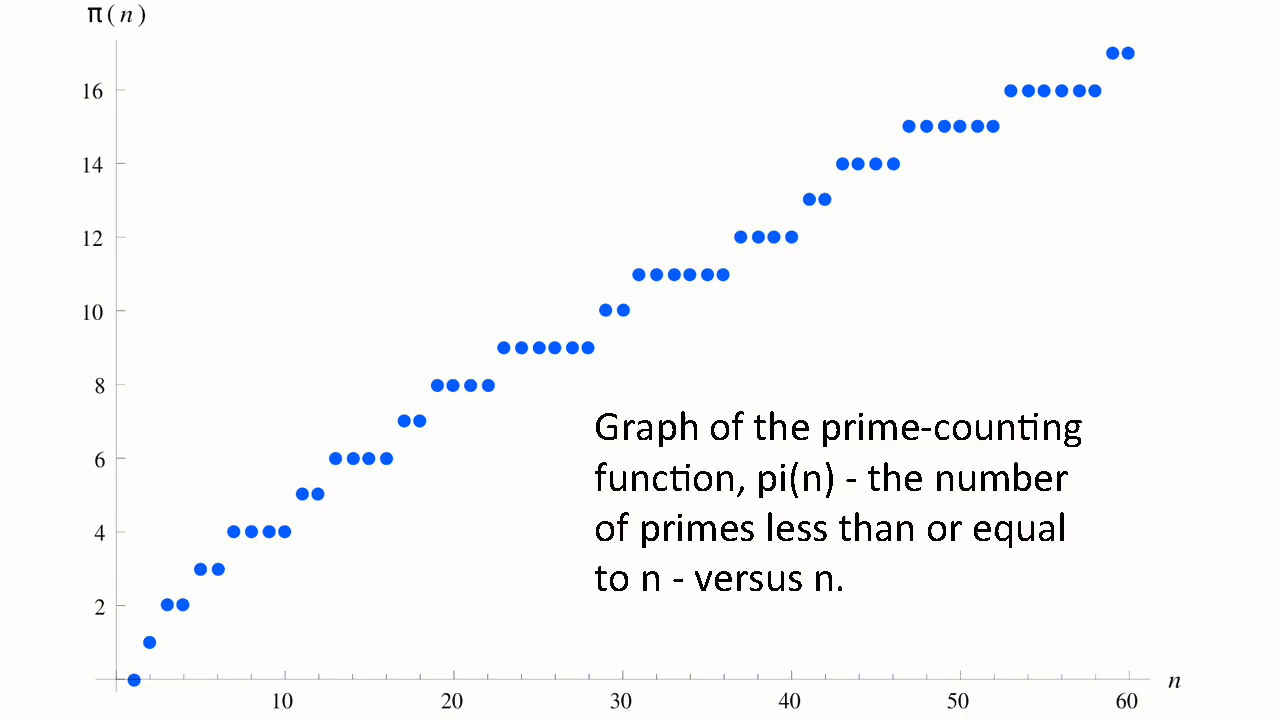 π(n)
16
14
12
10
8
6
4
2
Graph of the prime-counting
function, pi(n) - the number
of primes less than or equal
to n - versus n.
10 20 30 40 50 60 n